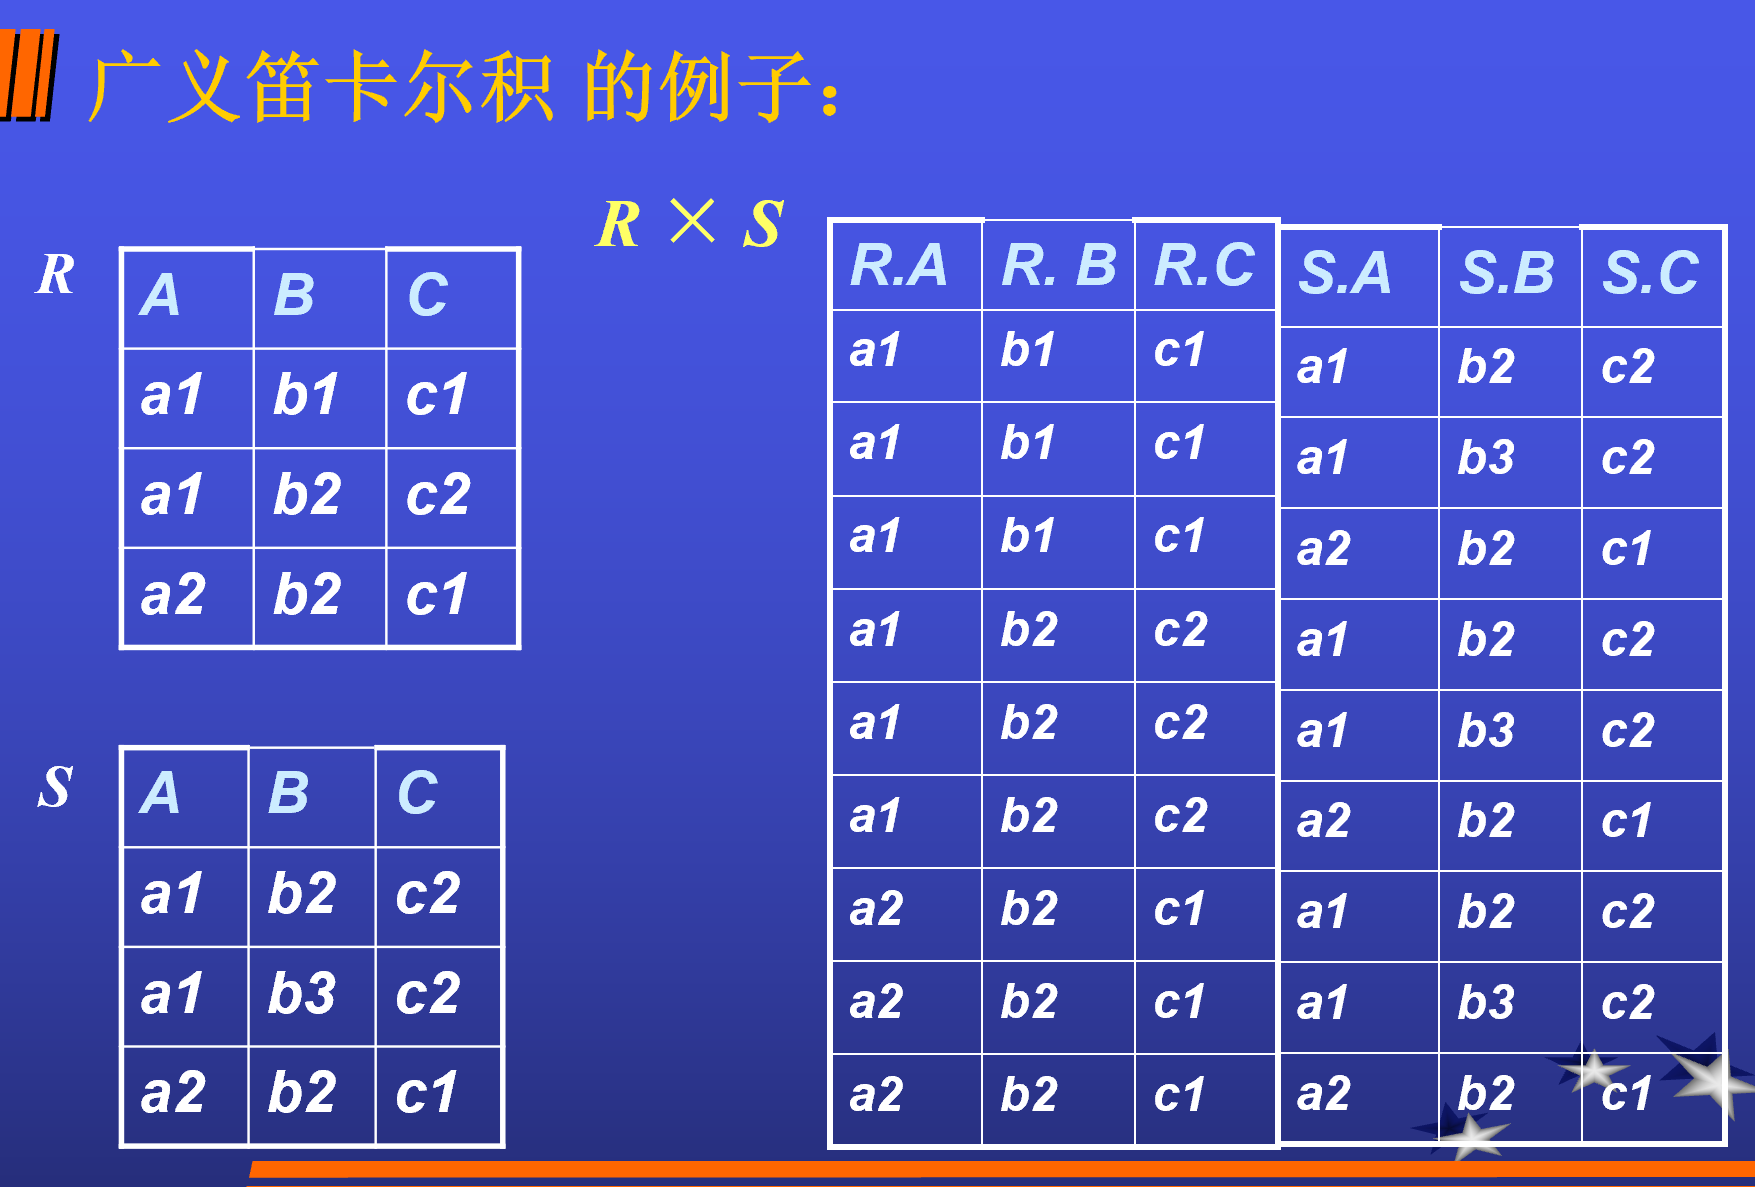 广义笛卡尔积 的例子：
R
A B C
a1 b1 c1
a1 b2 c2
a2 b2 c1
S
A B C
a1 b2 c2
a1 b3 c2
a2 b2 c1
R × S
R.A R. B R.C S.A S.B S.C
a1 b1 c1 a1 b2 c2
a1 b1 c1 a1 b3 c2
a1 b1 c1 a2 b2 c1
a1 b2 c2 a1 b2 c2
a1 b2 c2 a1 b3 c2
a1 b2 c2 a2 b2 c1
a2 b2 c1 a1 b2 c2
a2 b2 c1 a1 b3 c2
a2 b2 c1 a2 b2 c1